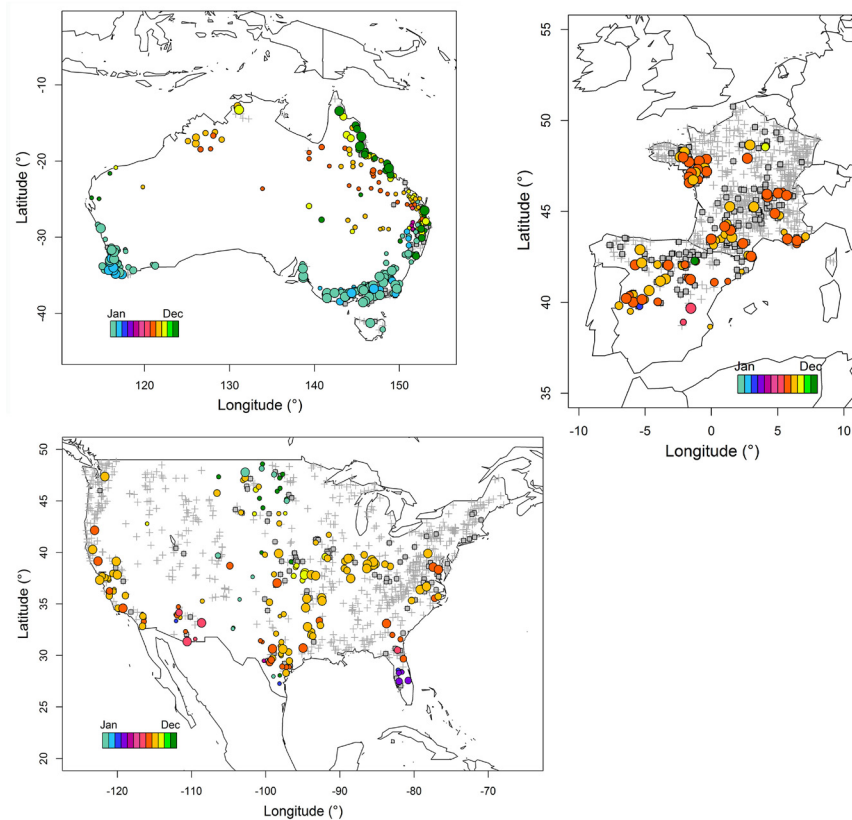 -10
-20
-30
-40
Latitude (°)
Jan Dec
120 130 140 150
Longitude (°)
55
50
45
40
35
Latitude (°)
Jan Dec
-10 -5 0 5 10
Longitude (°)
50
45
40
35
30
25
20
Latitude (°)
Jan Dec
-120 -110 -100 -90 -80 -70
Longitude (°)